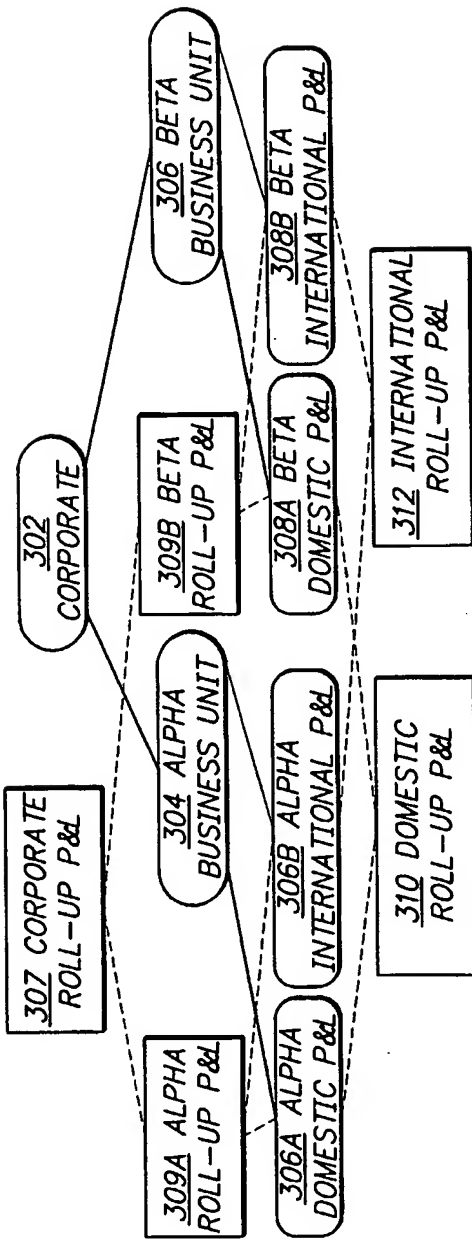 307 CORPORATE
ROLL-UP P&L
302
CORPORATE
309A ALPHA
ROLL-UP P&L
304 ALPHA
BUSINESS UNIT
309B BETA
ROLL-UP P&L
306 BETA
BUSINESS UNIT
306A ALPHA
DOMESTIC P&L
306B ALPHA
INTERNATIONAL P&L
308A BETA
DOMESTIC P&L
308B BETA
INTERNATIONAL P&L
310 DOMESTIC
ROLL-UP P&L
312 INTERNATIONAL
ROLL-UP P&L